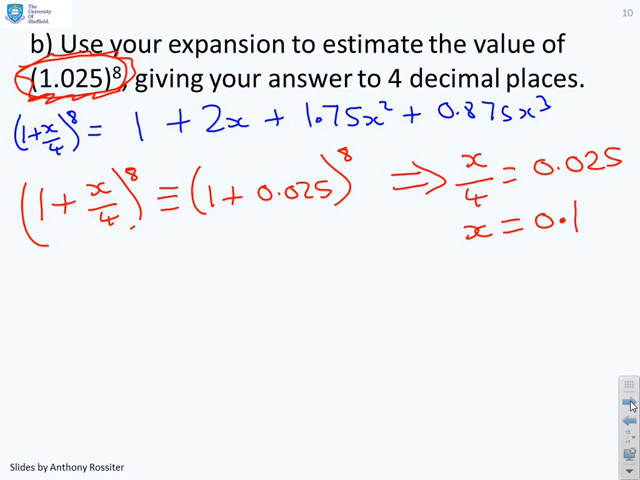 The
University
Of
Sheffield.
10
b) Use your expansion to estimate the value of
(1.025)⁸, giving your answer to 4 decimal places.
(1+x/4)⁸ = 1 + 2x + 1.75x² + 0.875x³
(1 + x/4)⁸ ≡ (1 + 0.025)⁸ ⇒ x/4 = 0.025
x = 0.1
Slides by Anthony Rossiter